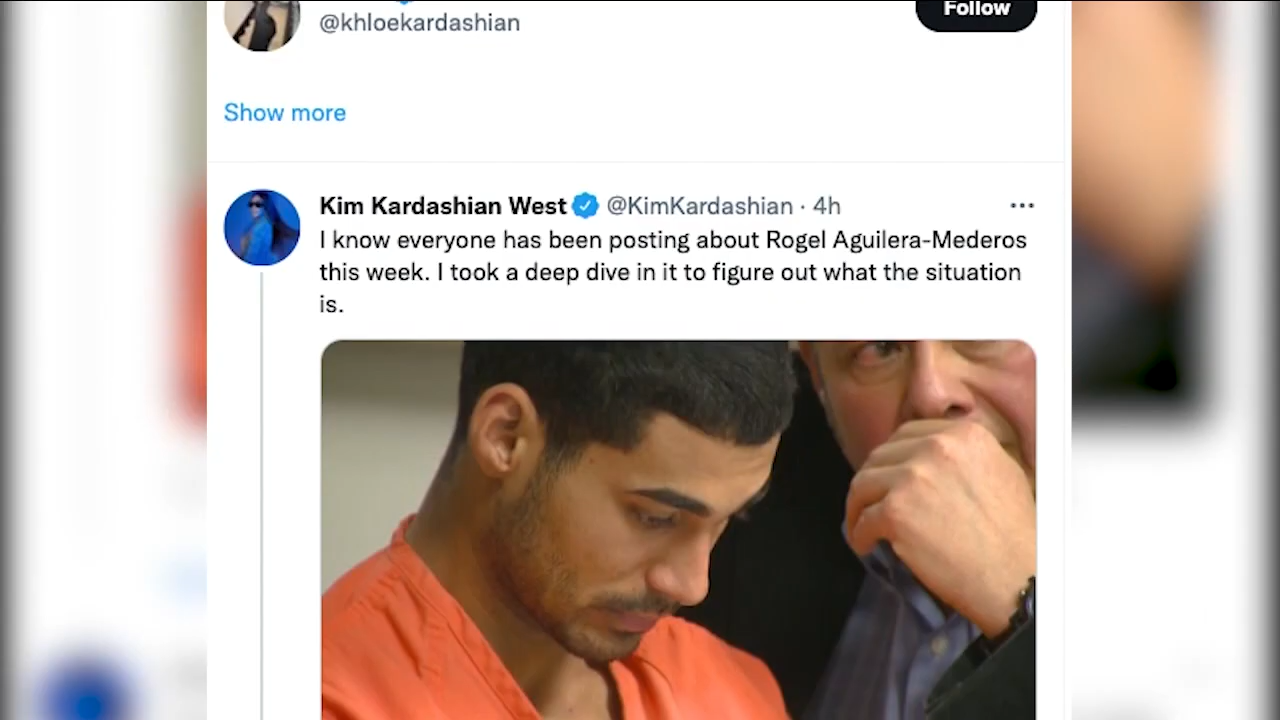 @khloekardashian
Follow
Show more
Kim Kardashian West @KimKardashian · 4h
I know everyone has been posting about Rogel Aguilera-Mederos
this week. I took a deep dive in it to figure out what the situation
is.